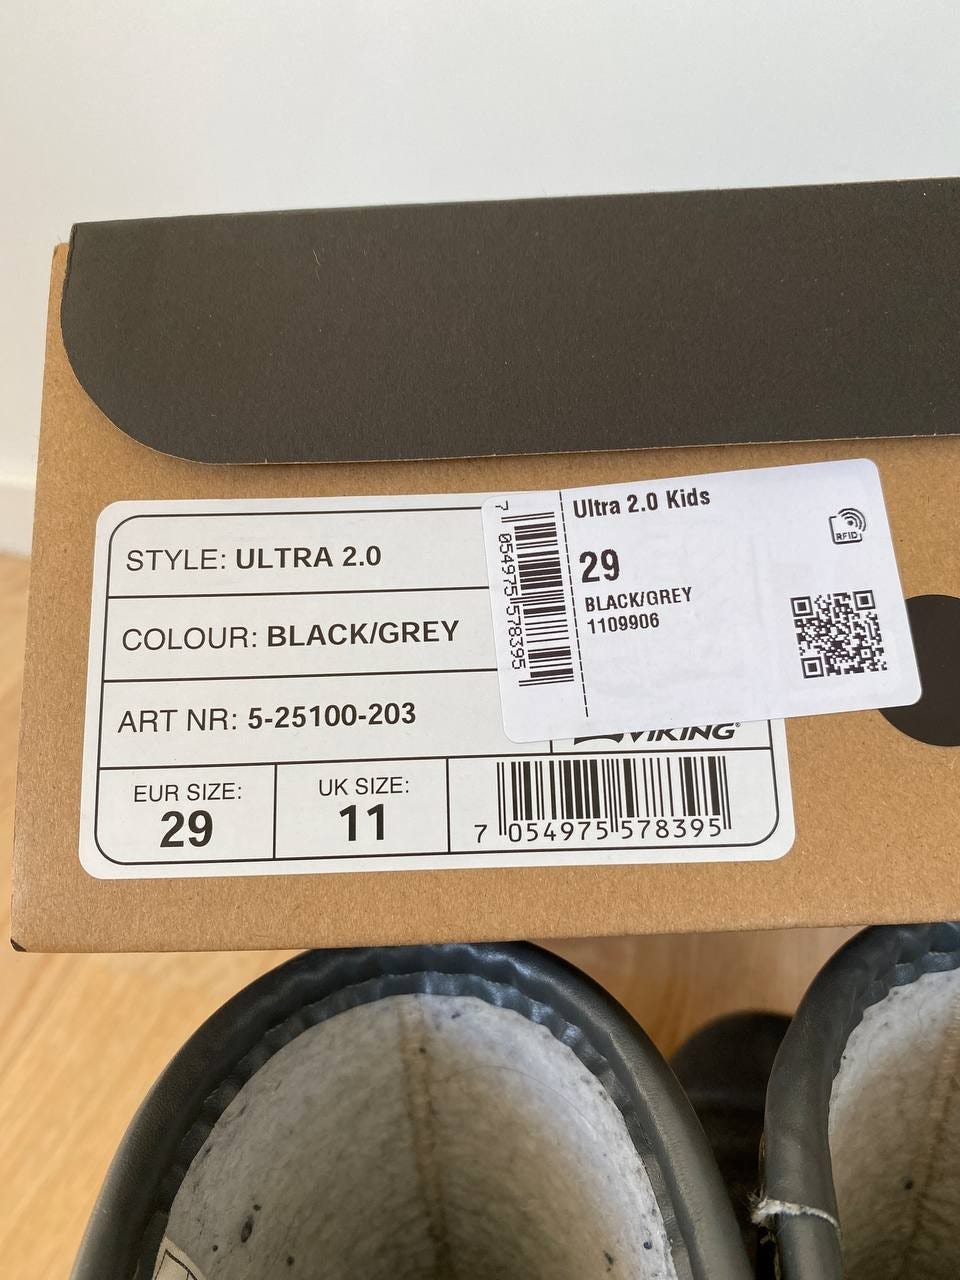 STYLE: ULTRA 2.0
COLOUR: BLACK/GREY
ART NR: 5-25100-203
EUR SIZE:
29
UK SIZE:
11
VIKING
7 054975 578395
7 054975 578395
Ultra 2.0 Kids
29
BLACK/GREY
1109906
RFID